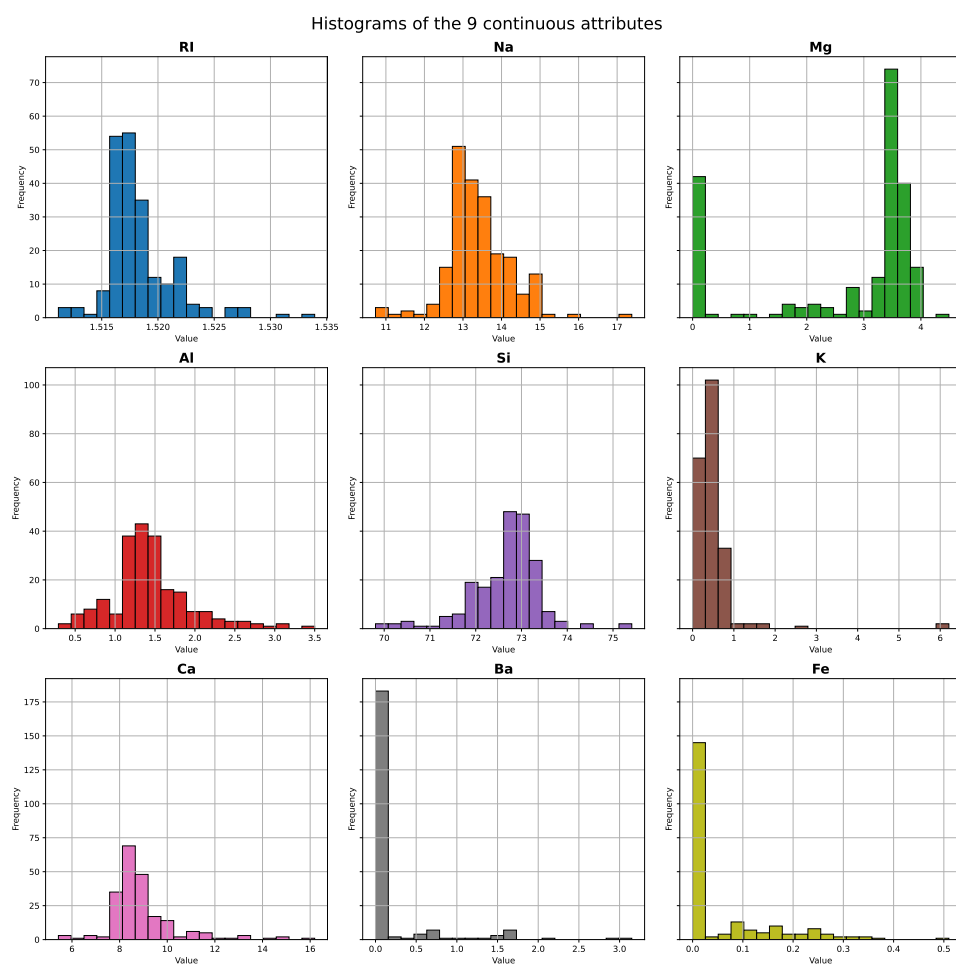 Histograms of the 9 continuous attributes
RI
Na
Mg
Frequency
Frequency
Frequency
70
60
50
40
30
20
10
0
1.515 1.520 1.525 1.530 1.535
11 12 13 14 15 16 17
0 1 2 3 4
Value
Value
Value
Al
Si
K
Frequency
Frequency
Frequency
100
80
60
40
20
0
0.5 1.0 1.5 2.0 2.5 3.0 3.5
70 71 72 73 74 75
0 1 2 3 4 5 6
Value
Value
Value
Ca
Ba
Fe
Frequency
Frequency
Frequency
175
150
125
100
75
50
25
0
6 8 10 12 14 16
0.0 0.5 1.0 1.5 2.0 2.5 3.0
0.0 0.1 0.2 0.3 0.4 0.5
Value
Value
Value